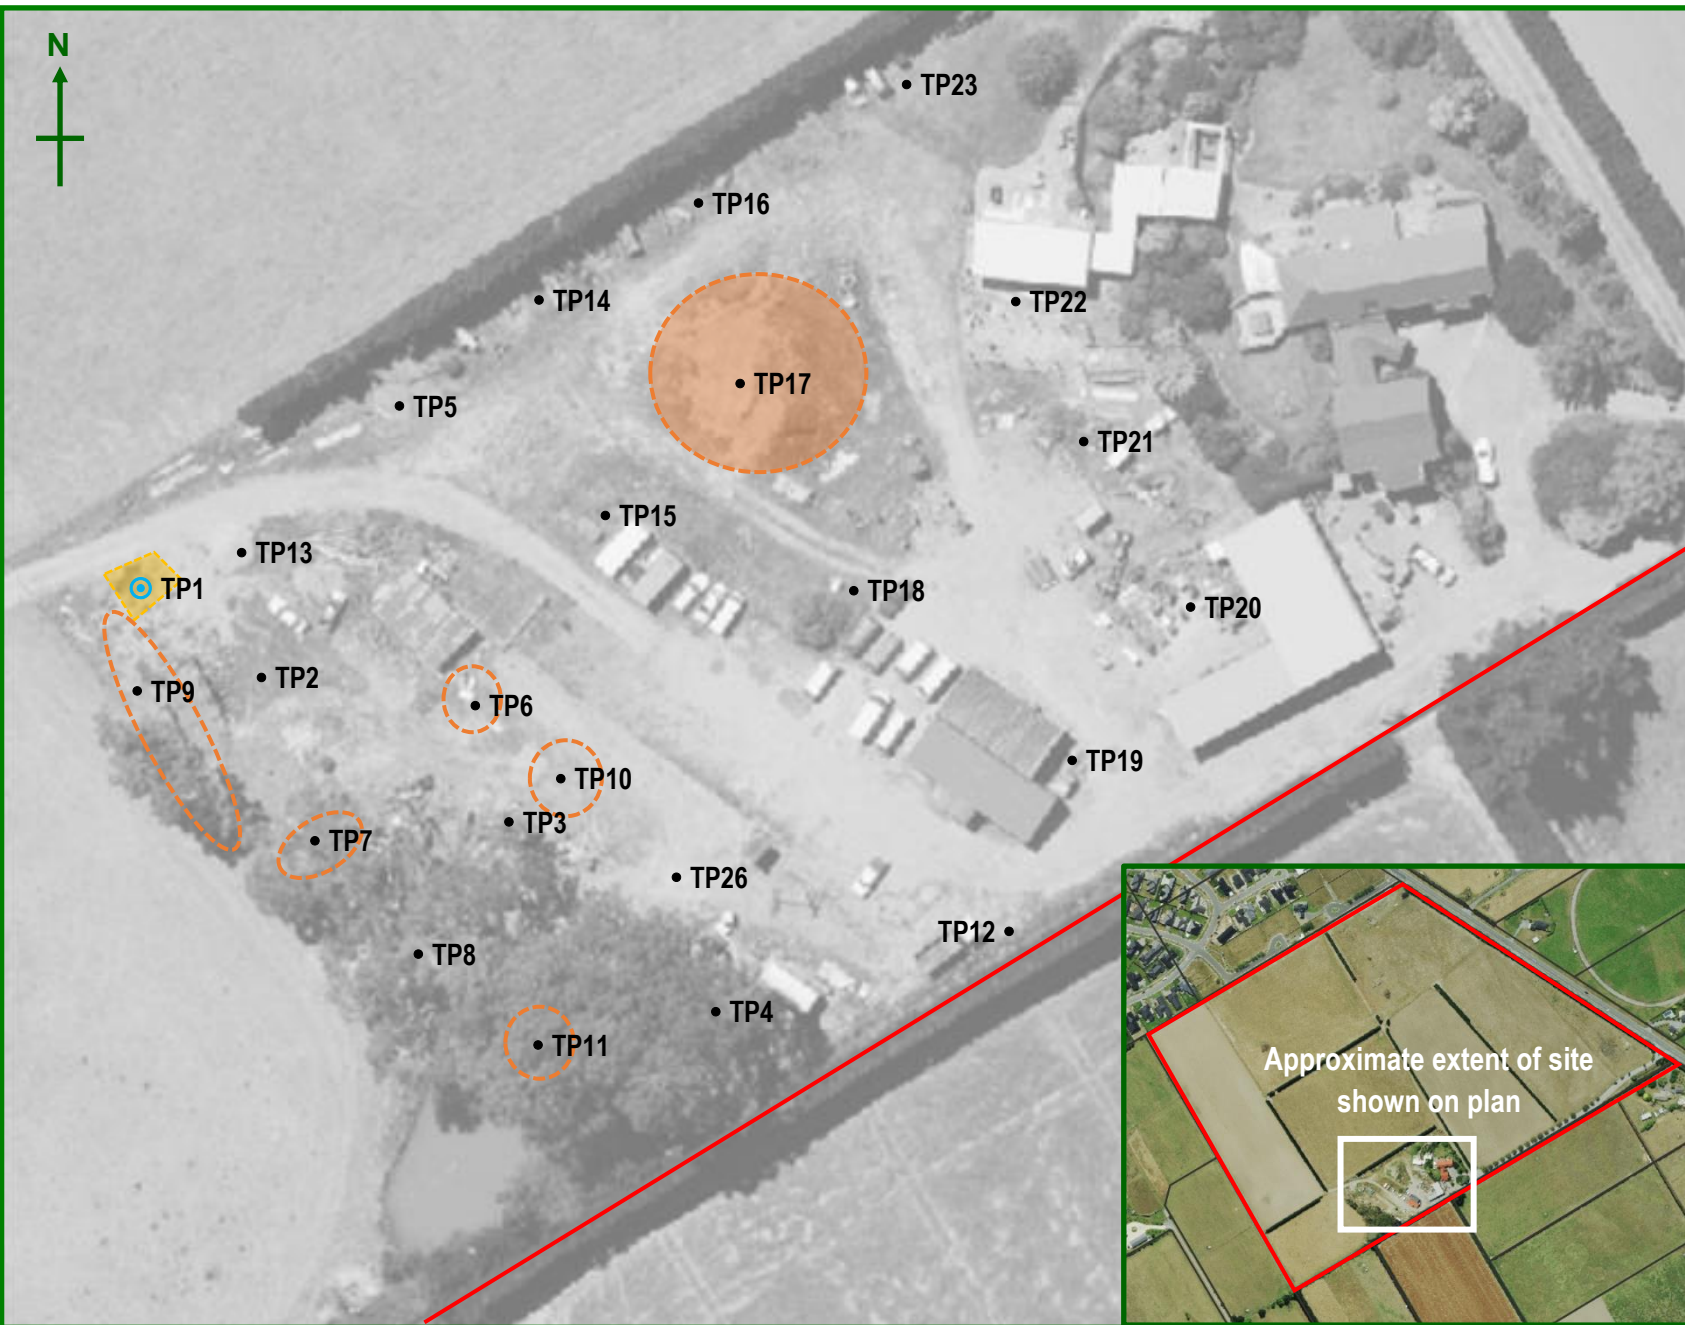 N
TP23
TP16
TP14
TP22
TP17
TP5
TP21
TP15
TP13
TP1
TP18
TP20
TP2
TP9
TP6
TP19
TP10
TP3
TP7
TP26
TP12
TP8
TP4
TP11
Approximate extent of site
shown on plan